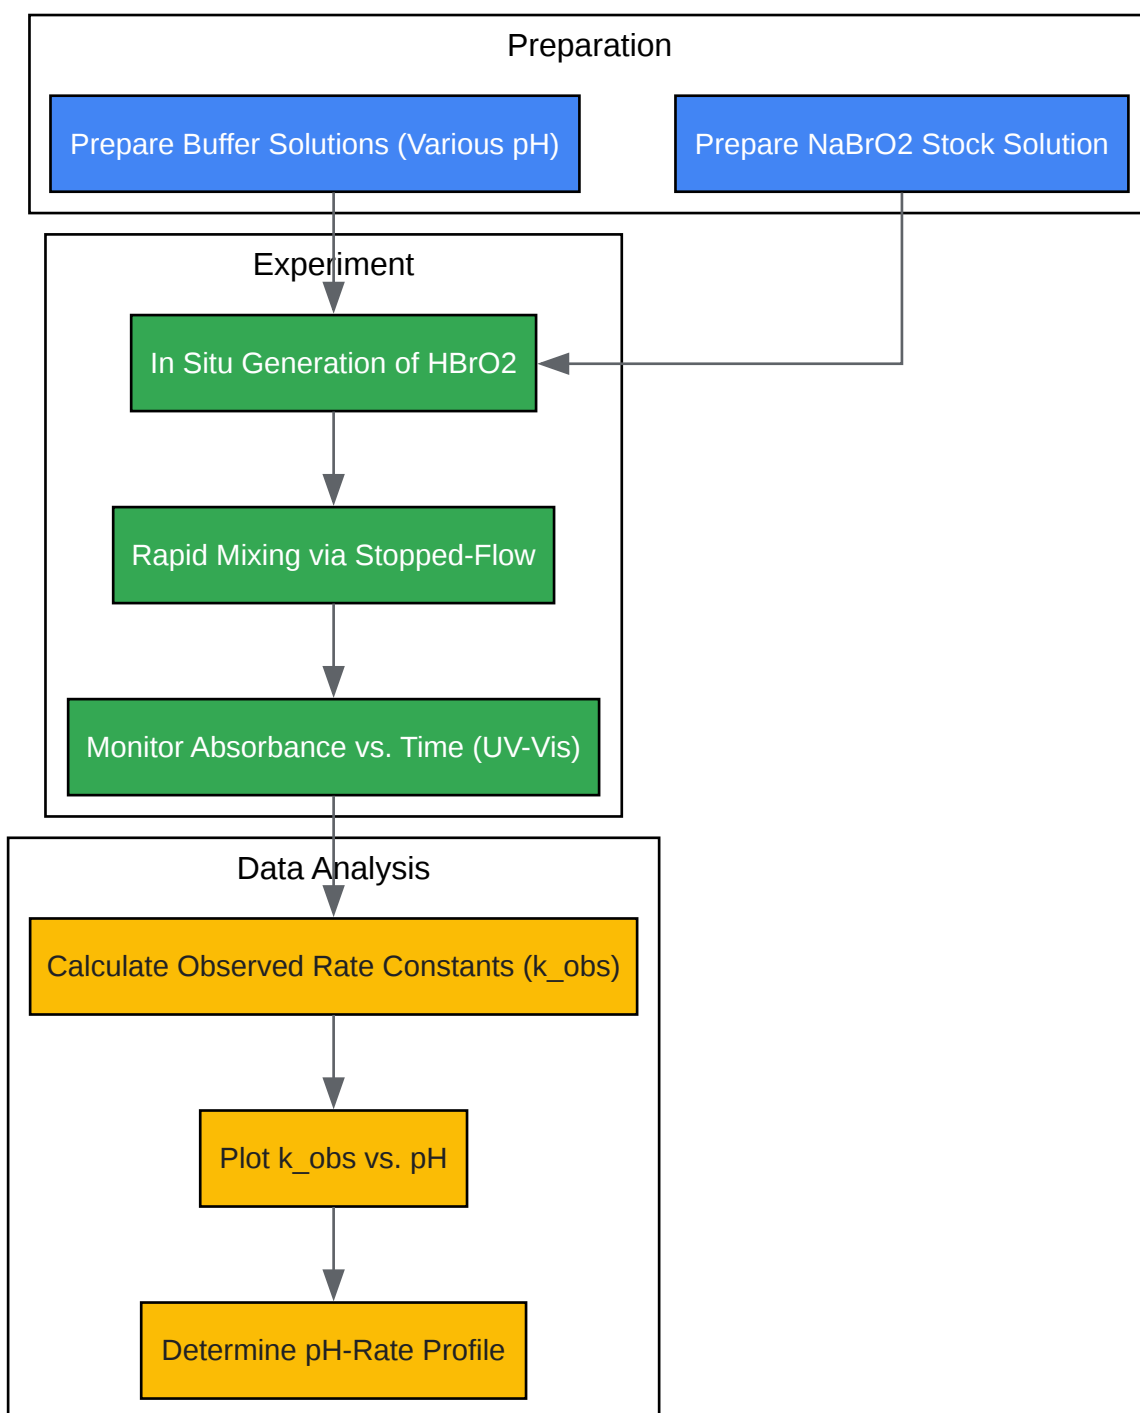 Preparation
Prepare Buffer Solutions (Various pH)
Prepare NaBrO2 Stock Solution
Experiment
In Situ Generation of HBrO2
Rapid Mixing via Stopped-Flow
Monitor Absorbance vs. Time (UV-Vis)
Data Analysis
Calculate Observed Rate Constants (k_obs)
Plot k_obs vs. pH
Determine pH-Rate Profile